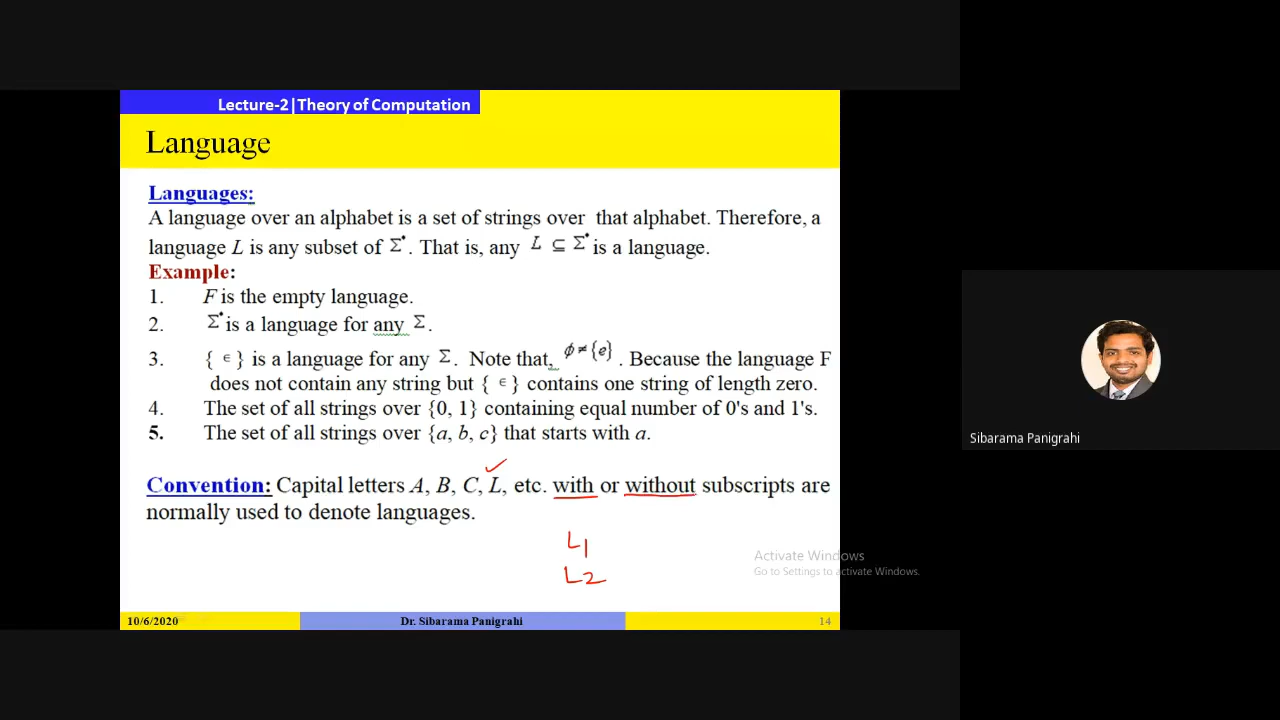 Lecture-2|Theory of Computation
Language
Languages:
A language over an alphabet is a set of strings over that alphabet. Therefore, a
language L is any subset of Σ*. That is, any L ⊆ Σ* is a language.
Example:
1. F is the empty language.
2. Σ* is a language for any Σ.
3. { ϵ } is a language for any Σ. Note that, ϕ≠{e} . Because the language F
does not contain any string but { ϵ } contains one string of length zero.
4. The set of all strings over {0, 1} containing equal number of 0's and 1's.
5. The set of all strings over {a, b, c} that starts with a.
Convention: Capital letters A, B, C, L, etc. with or without subscripts are
normally used to denote languages.
L1
L2
Activate Windows
Go to Settings to activate Windows.
10/6/2020 Dr. Sibarama Panigrahi 14
Sibarama Panigrahi